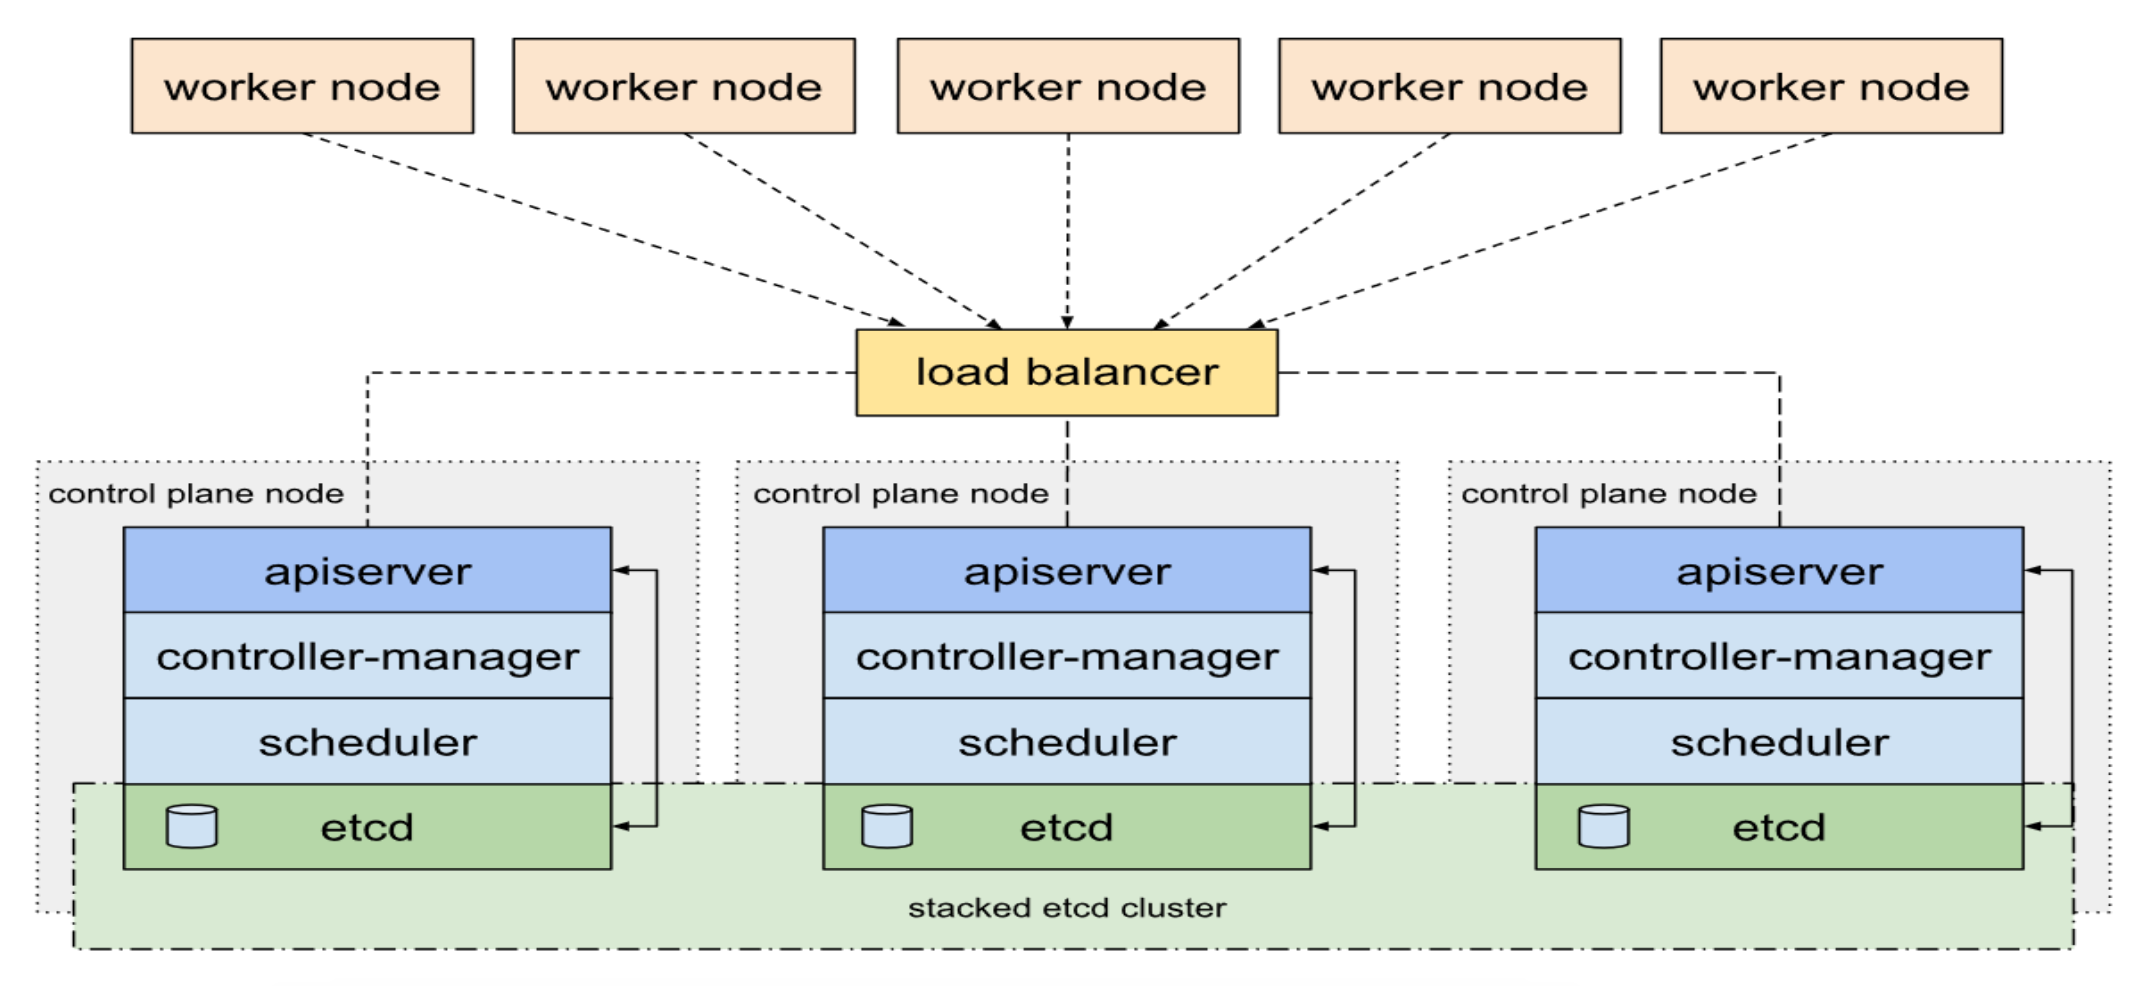 worker node
worker node
worker node
worker node
worker node
load balancer
control plane node
control plane node
control plane node
apiserver
controller-manager
scheduler
etcd
apiserver
controller-manager
scheduler
etcd
apiserver
controller-manager
scheduler
etcd
stacked etcd cluster